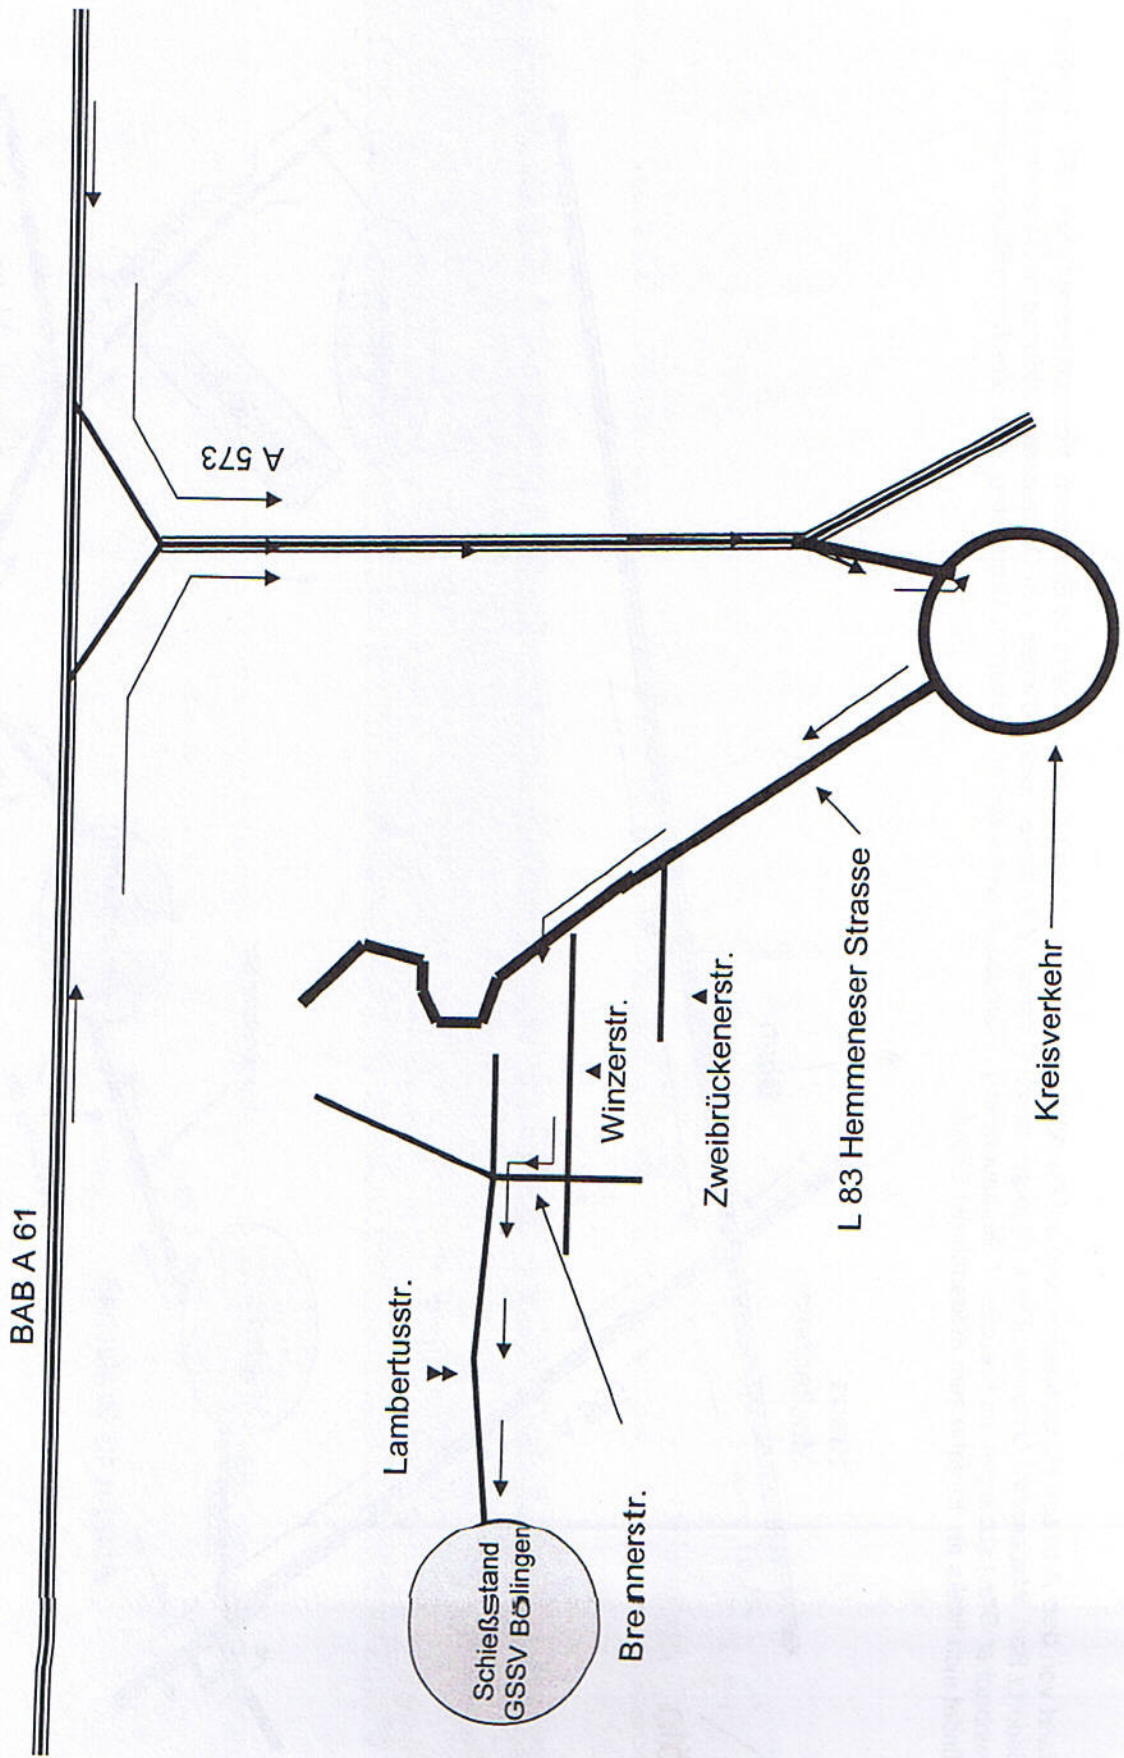 BAB A 61
A 573
Lambertusstr.
Schießstand
GSSV Bölingen
Brennerstr.
Winzerstr.
Zweibrückenerstr.
L 83 Hemmeneser Strasse
Kreisverkehr